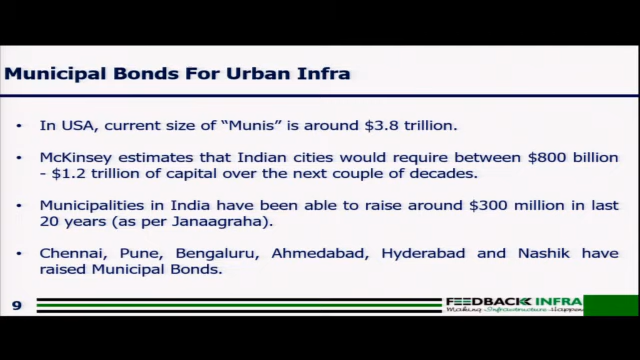 Municipal Bonds For Urban Infra
• In USA, current size of "Munis" is around $3.8 trillion.
• McKinsey estimates that Indian cities would require between $800 billion
- $1.2 trillion of capital over the next couple of decades.
• Municipalities in India have been able to raise around $300 million in last
20 years (as per Janaagraha).
• Chennai, Pune, Bengaluru, Ahmedabad, Hyderabad and Nashik have
raised Municipal Bonds.
9
FEEDBACK INFRA
Making Infrastructure Happen